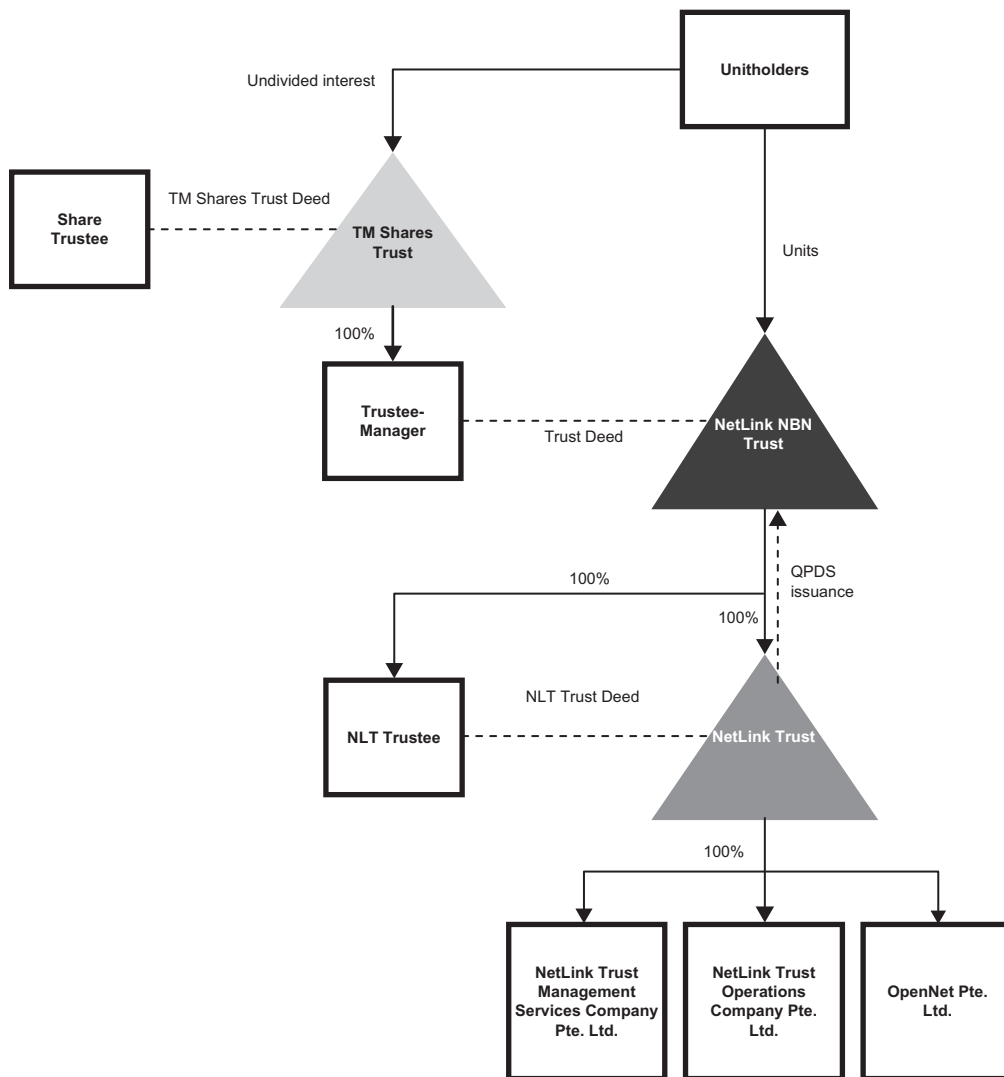 Unitholders
Undivided interest
TM Shares Trust Deed
Share
Trustee
TM Shares
Trust
Units
100%
Trustee-
Manager
Trust Deed
NetLink NBN
Trust
100%
QPDS
issuance
100%
NLT Trust Deed
NLT Trustee
NetLink Trust
100%
NetLink Trust
Management
Services Company
Pte. Ltd.
NetLink Trust
Operations
Company Pte.
Ltd.
OpenNet Pte.
Ltd.